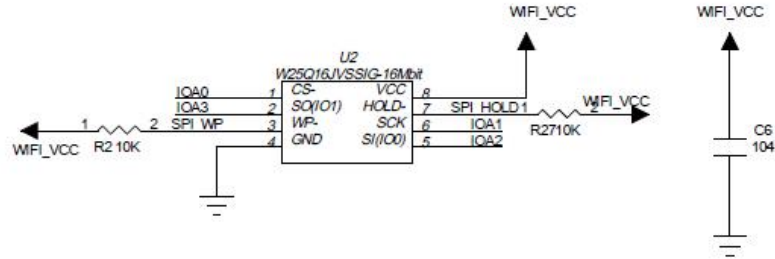 WIFI_VCC
WIFI_VCC
U2
W25Q16JVSSIG-16Mbit
IOA0 1 CS- VCC 8
IOA3 2 SO(IO1) HOLD- 7 SPI_HOLD 1 2 WIFI_VCC
1 2 SPI_WP 3 WP- SCK 6 IOA1 R27 10K
WIFI_VCC R2 10K 4 GND SI(IO0) 5 IOA2
C6
104